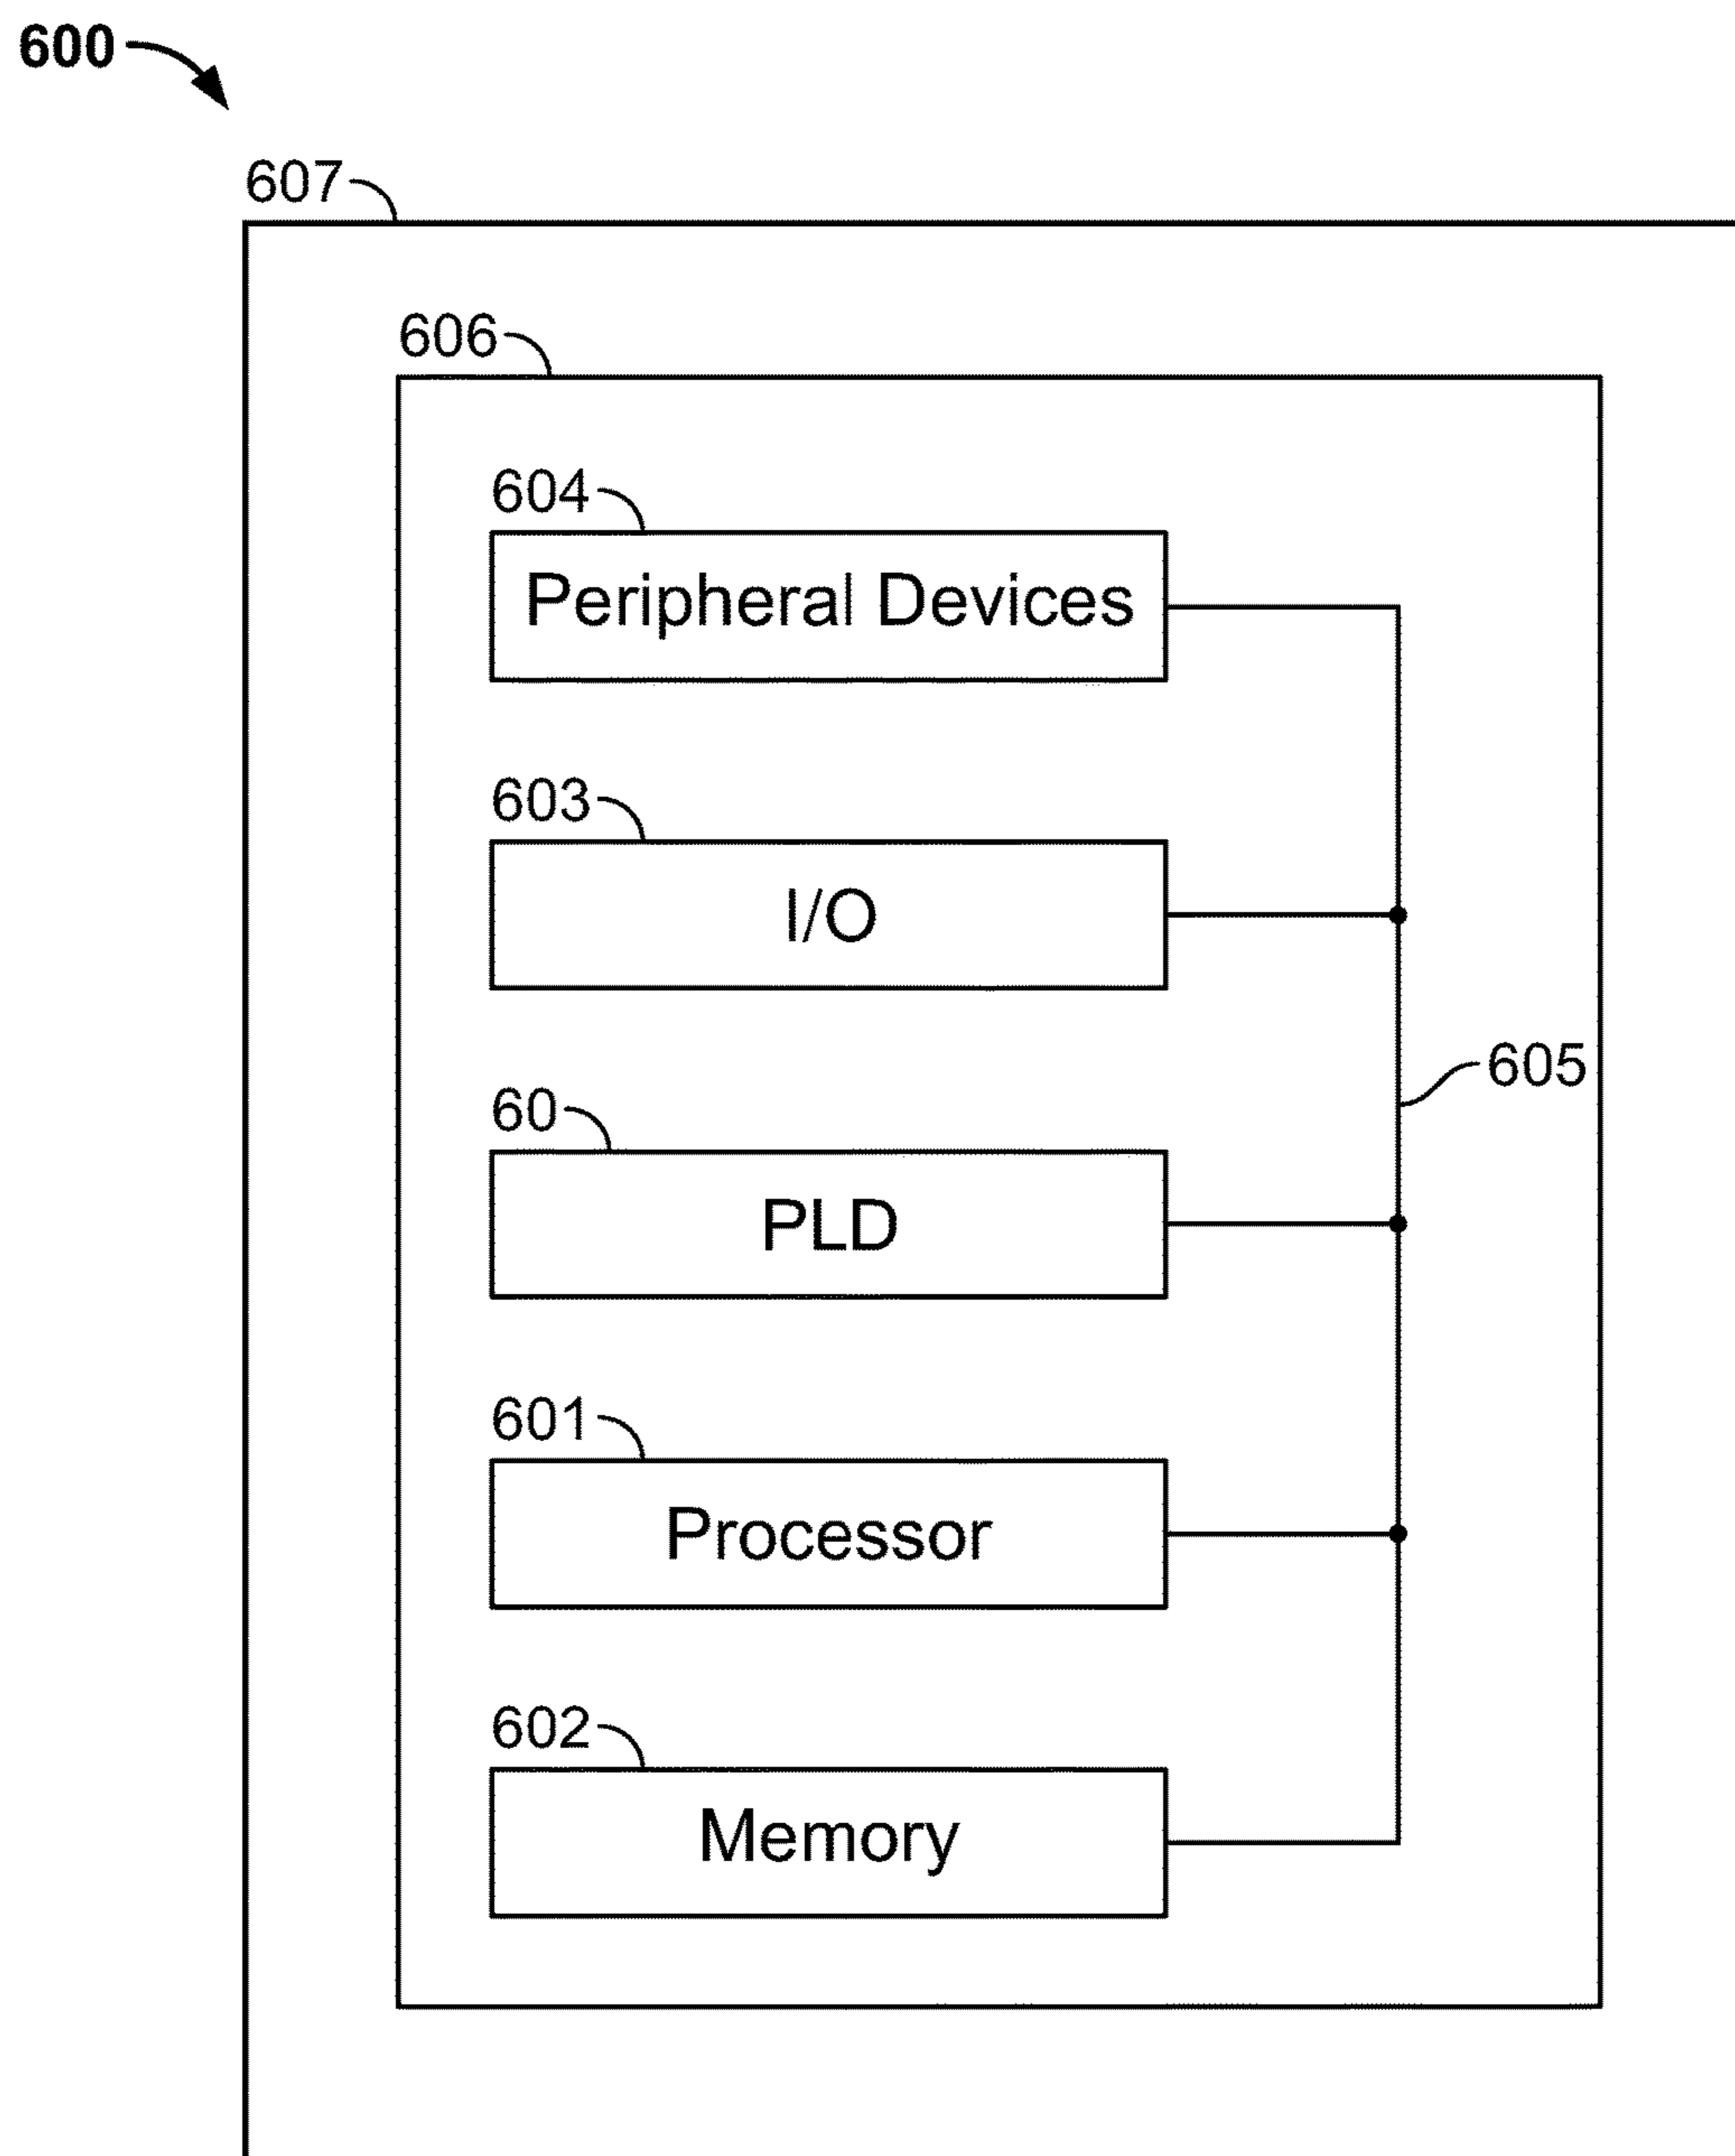 600
607
606
604
Peripheral Devices
603
I/O
605
60
PLD
601
Processor
602
Memory